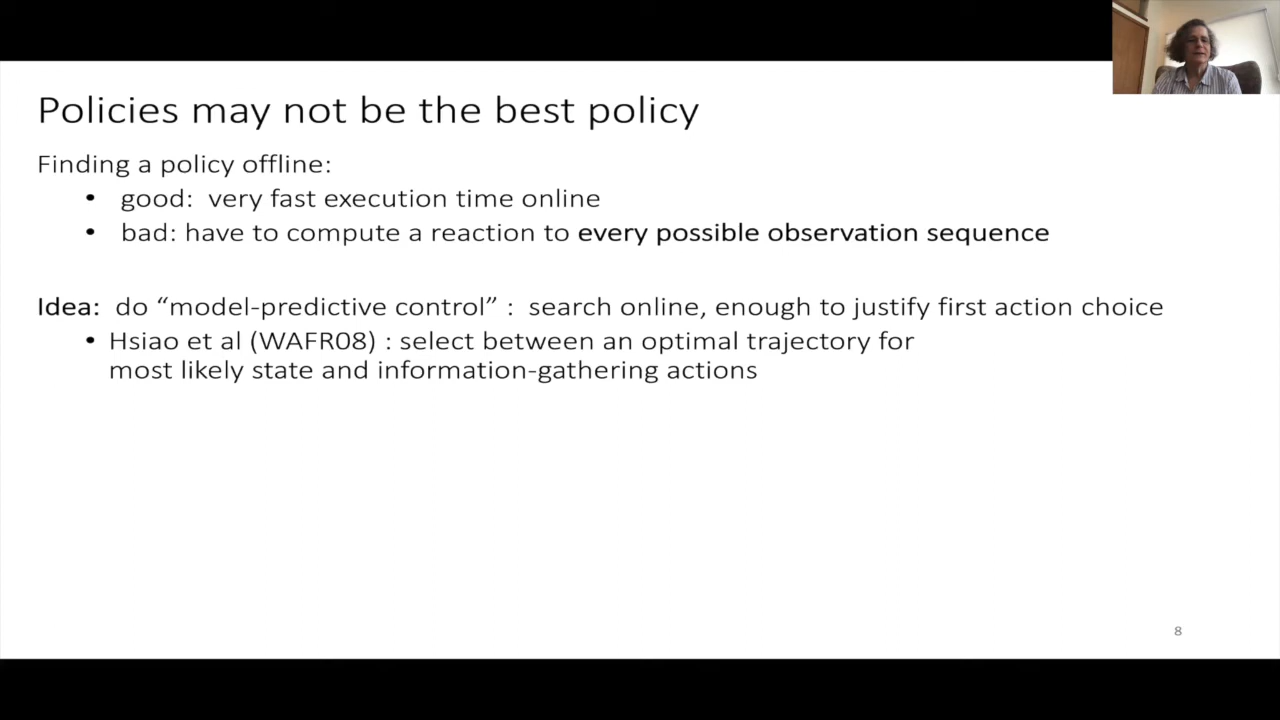 Policies may not be the best policy
Finding a policy offline:
• good: very fast execution time online
• bad: have to compute a reaction to every possible observation sequence
Idea: do “model-predictive control” : search online, enough to justify first action choice
• Hsiao et al (WAFR08) : select between an optimal trajectory for
most likely state and information-gathering actions
8